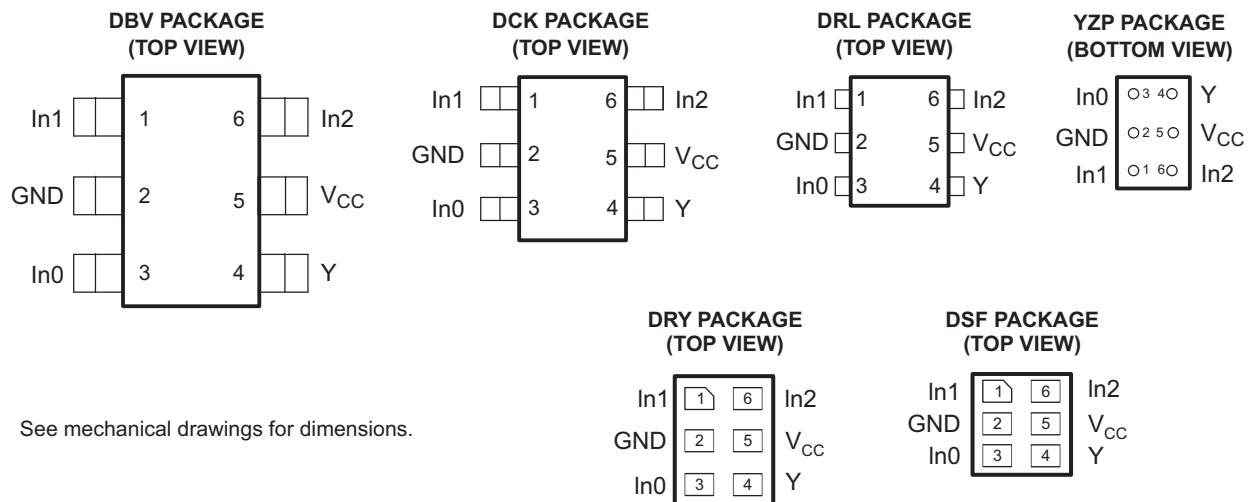 DBV PACKAGE
(TOP VIEW)
In1 1 6 In2
GND 2 5 VCC
In0 3 4 Y
DCK PACKAGE
(TOP VIEW)
In1 1 6 In2
GND 2 5 VCC
In0 3 4 Y
DRL PACKAGE
(TOP VIEW)
In1 1 6 In2
GND 2 5 VCC
In0 3 4 Y
YZP PACKAGE
(BOTTOM VIEW)
In0 3 4 Y
GND 2 5 VCC
In1 1 6 In2
See mechanical drawings for dimensions.
DRY PACKAGE
(TOP VIEW)
In1 1 6 In2
GND 2 5 VCC
In0 3 4 Y
DSF PACKAGE
(TOP VIEW)
In1 1 6 In2
GND 2 5 VCC
In0 3 4 Y